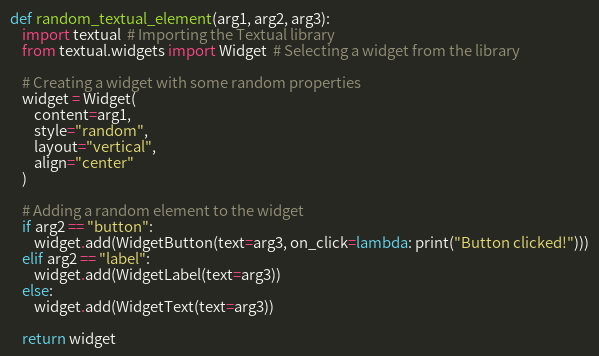 def random_textual_element(arg1, arg2, arg3):
    import textual  # Importing the Textual library
    from textual.widgets import Widget  # Selecting a widget from the library

    # Creating a widget with some random properties
    widget = Widget(
        content=arg1,
        style="random",
        layout="vertical",
        align="center"
    )

    # Adding a random element to the widget
    if arg2 == "button":
        widget.add(WidgetButton(text=arg3, on_click=lambda: print("Button clicked!")))
    elif arg2 == "label":
        widget.add(WidgetLabel(text=arg3))
    else:
        widget.add(WidgetText(text=arg3))

    return widget